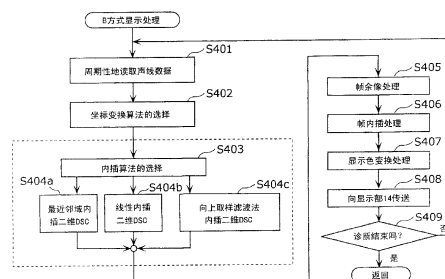 B方式显示处理
S401
周期性地读取声线数据
S402
坐标变换算法的选择
S403
内插算法的选择
S404a
最近邻域内
插二维DSC
S404b
线性内插
二维DSC
S404c
向上取样滤波法
内插二维DSC
S405
帧余像处理
S406
帧内插处理
S407
显示色变换处理
S408
向显示部14传送
S409
诊断结束吗?
否
是
返回